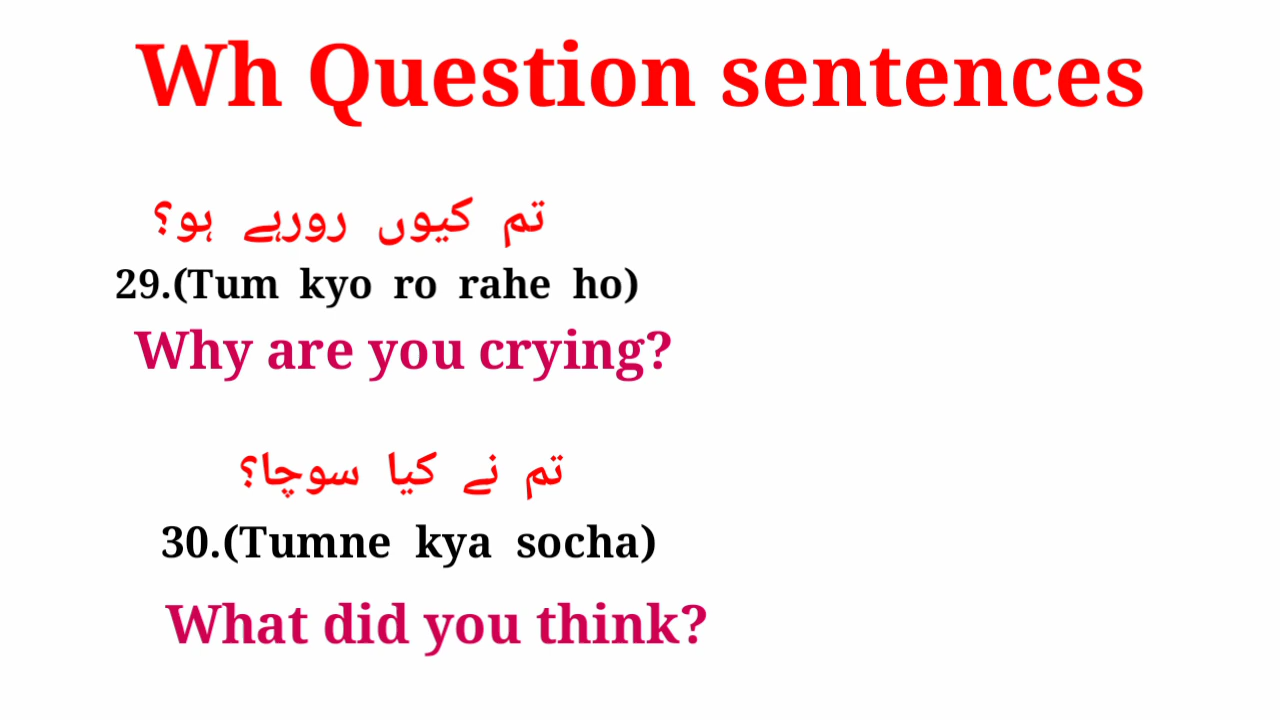 Wh Question sentences
تم کیوں رورہے ہو؟
29.(Tum kyo ro rahe ho)
Why are you crying?
تم نے کیا سوچا؟
30.(Tumne kya socha)
What did you think?